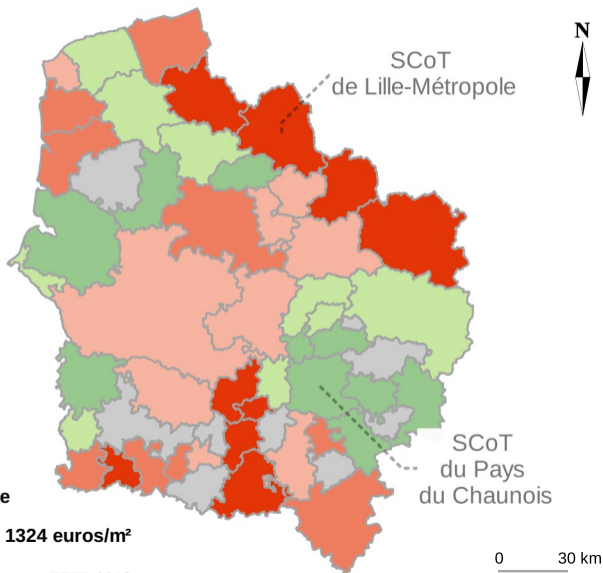 N
SCoT
de Lille-Métropole
SCoT
du Pays
du Chaunois
e
1324 euros/m²
0 30 km